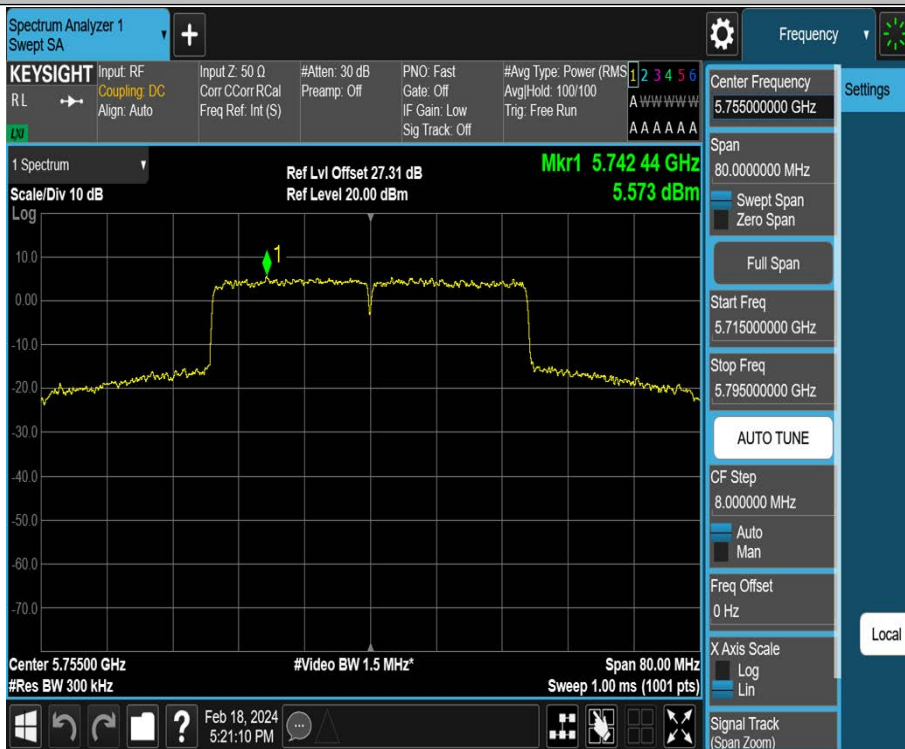 Spectrum Analyzer 1
Swept SA
+
Frequency
KEYSIGHT
RL
LXI
Input: RF
Coupling: DC
Align: Auto
Input Z: 50 Ω
Corr CCorr RCal
Freq Ref: Int (S)
#Atten: 30 dB
Preamp: Off
PNO: Fast
Gate: Off
IF Gain: Low
Sig Track: Off
#Avg Type: Power (RMS
Avg|Hold: 100/100
Trig: Free Run
1 2 3 4 5 6
A W W W W W
A A A A A A
1 Spectrum
Scale/Div 10 dB
Log
Ref Lvl Offset 27.31 dB
Ref Level 20.00 dBm
Mkr1 5.742 44 GHz
5.573 dBm
1
10.0
0.00
-10.0
-20.0
-30.0
-40.0
-50.0
-60.0
-70.0
Center 5.75500 GHz
#Res BW 300 kHz
#Video BW 1.5 MHz*
Span 80.00 MHz
Sweep 1.00 ms (1001 pts)
Feb 18, 2024
5:21:10 PM
?
Center Frequency
5.755000000 GHz
Settings
Span
80.0000000 MHz
Swept Span
Zero Span
Full Span
Start Freq
5.715000000 GHz
Stop Freq
5.795000000 GHz
AUTO TUNE
CF Step
8.000000 MHz
Auto
Man
Freq Offset
0 Hz
Local
X Axis Scale
Log
Lin
Signal Track
(Span Zoom)